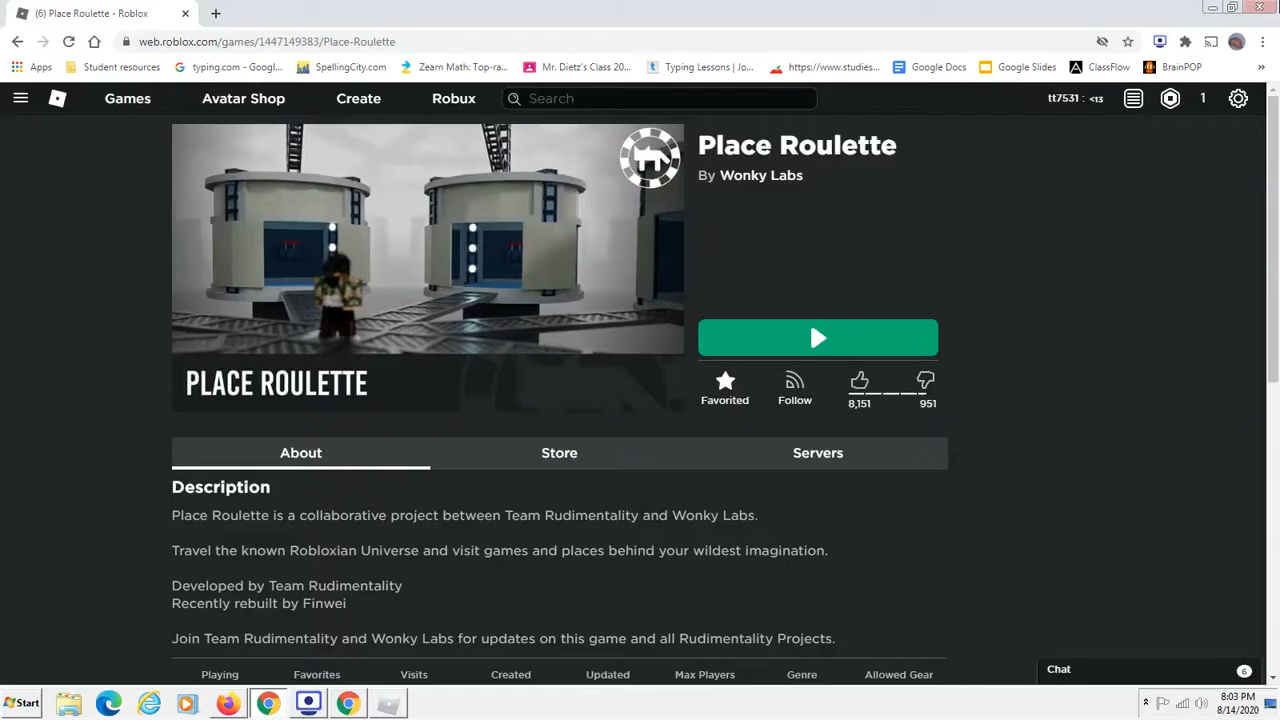 (6) Place Roulette - Roblox
web.roblox.com/games/1447149383/Place-Roulette
Apps
Student resources
typing.com - Googl...
SpellingCity.com
Zearn Math: Top-ra...
Mr. Dietz's Class 20...
Typing Lessons | Jo...
https://www.studies...
Google Docs
Google Slides
ClassFlow
BrainPOP
»
Games
Avatar Shop
Create
Robux
Search
tt7531 : <13
1
Place Roulette
By Wonky Labs
PLACE ROULETTE
Favorited
Follow
8,151
951
About
Store
Servers
Description
Place Roulette is a collaborative project between Team Rudimentality and Wonky Labs.
Travel the known Robloxian Universe and visit games and places behind your wildest imagination.
Developed by Team Rudimentality
Recently rebuilt by Finwei
Join Team Rudimentality and Wonky Labs for updates on this game and all Rudimentality Projects.
Playing
Favorites
Visits
Created
Updated
Max Players
Genre
Allowed Gear
Chat
6
Start
8:03 PM
8/14/2020